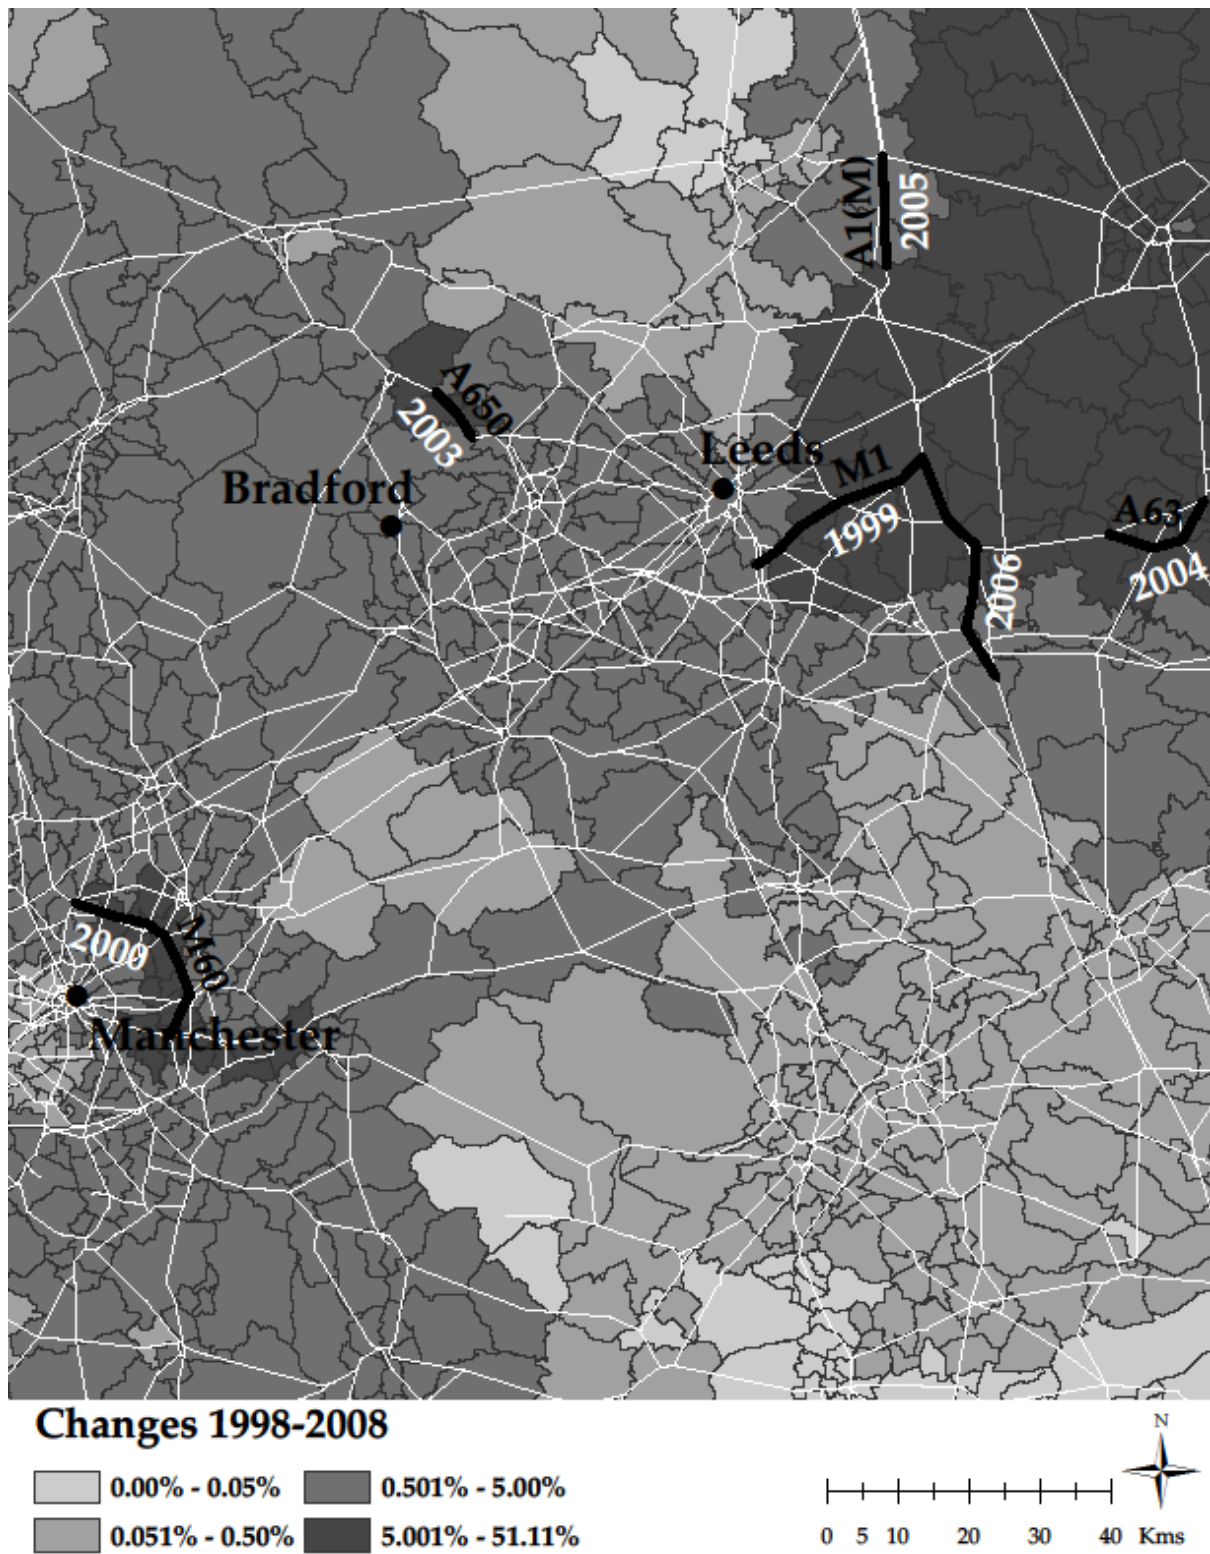 A1(M)
2005
A650
2003
Leeds
Bradford
M1
1999
A63
2004
2006
M60
2000
Manchester
Changes 1998-2008
0.00% - 0.05%
0.501% - 5.00%
0.051% - 0.50%
5.001% - 51.11%
N
0 5 10 20 30 40 Kms